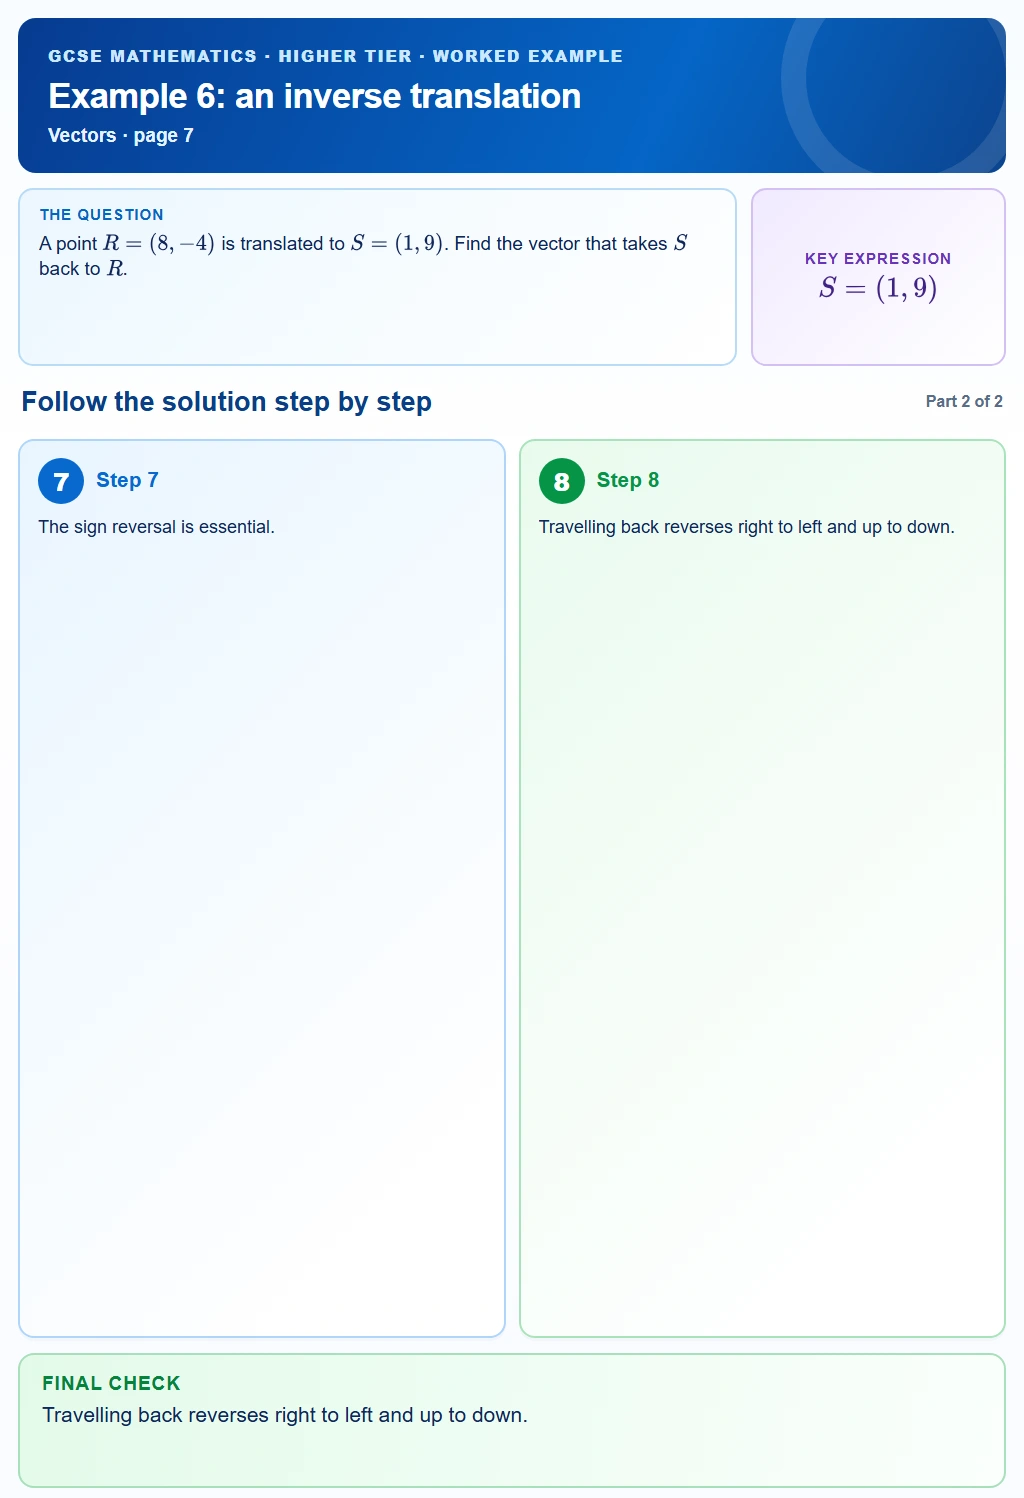 GCSE MATHEMATICS · HIGHER TIER · WORKED EXAMPLE
Example 6: an inverse translation
Vectors · page 7
THE QUESTION
A point R = (8, −4) is translated to S = (1, 9). Find the vector that takes S
back to R.
KEY EXPRESSION
S = (1, 9)
Follow the solution step by step
Part 2 of 2
7 Step 7
The sign reversal is essential.
8 Step 8
Travelling back reverses right to left and up to down.
FINAL CHECK
Travelling back reverses right to left and up to down.